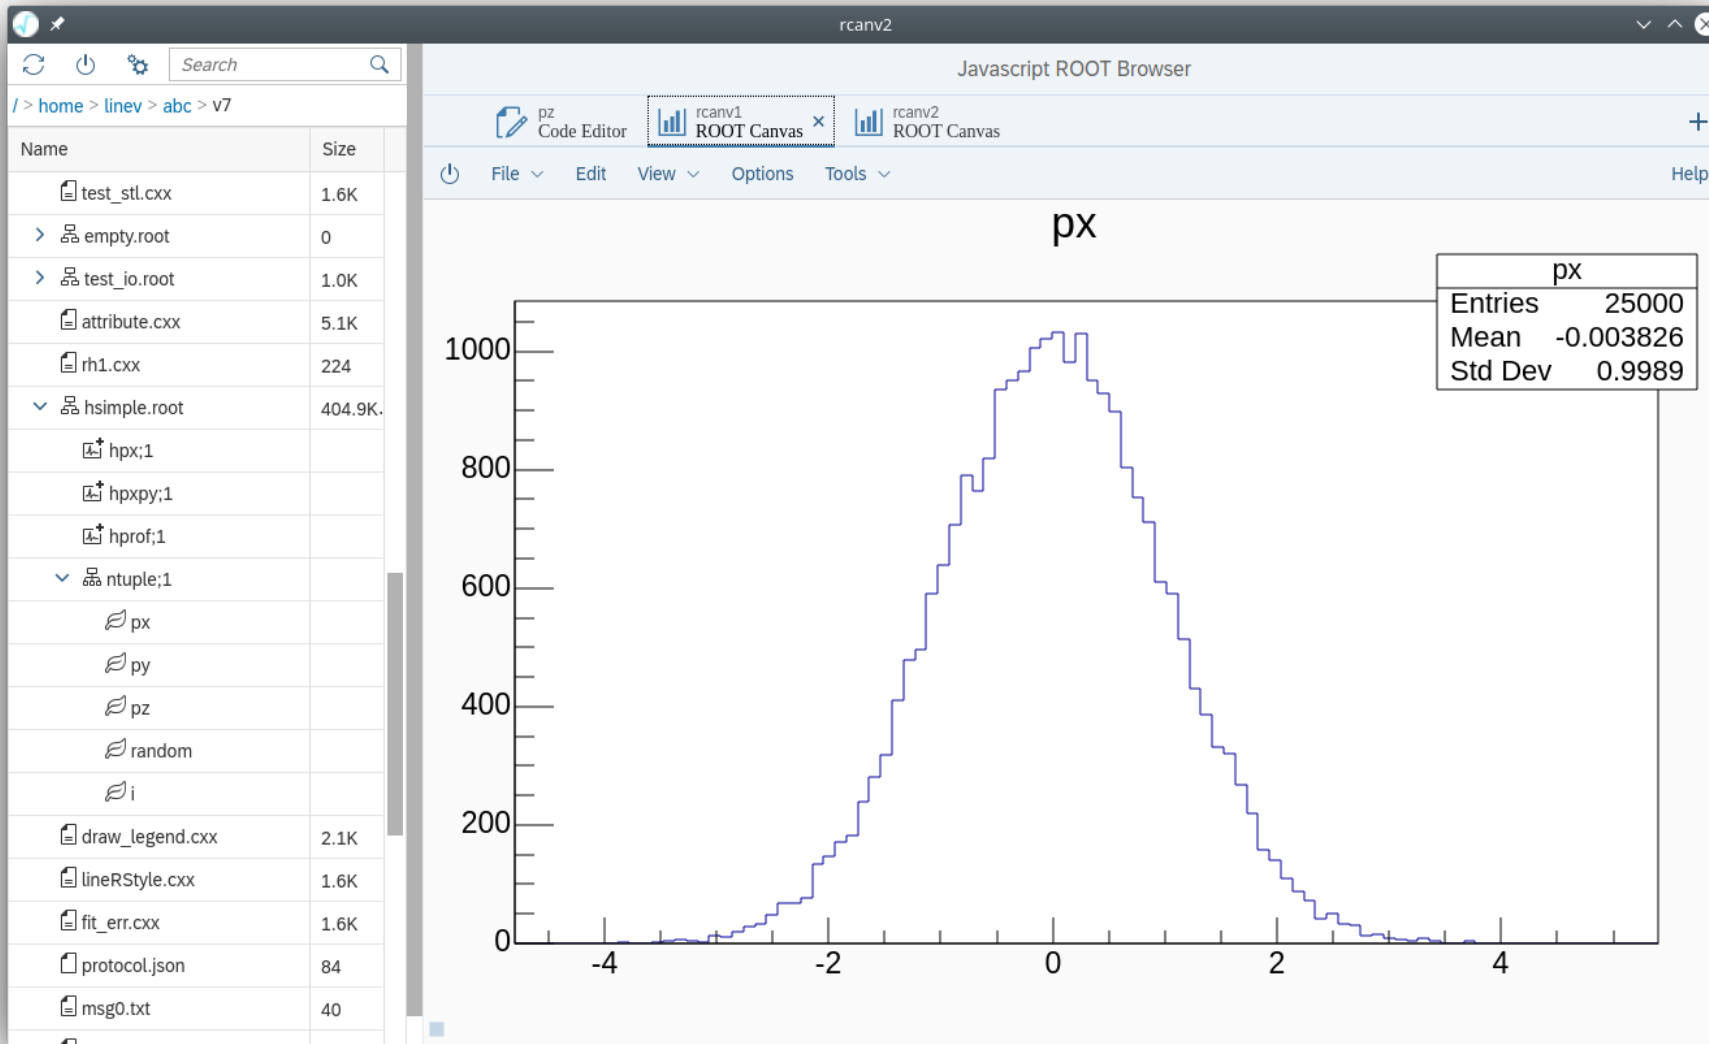 rcanv2
Search
Javascript ROOT Browser
/ > home > linev > abc > v7
pz
Code Editor
rcanv1
ROOT Canvas
rcanv2
ROOT Canvas
Name Size
File Edit View Options Tools Help
test_stl.cxx 1.6K
empty.root 0
test_io.root 1.0K
attribute.cxx 5.1K
rh1.cxx 224
hsimple.root 404.9K.
hpx;1
hpxpy;1
hprof;1
ntuple;1
px
py
pz
random
i
draw_legend.cxx 2.1K
lineRStyle.cxx 1.6K
fit_err.cxx 1.6K
protocol.json 84
msg0.txt 40
px
px
Entries 25000
Mean -0.003826
Std Dev 0.9989
1000
800
600
400
200
0
-4 -2 0 2 4